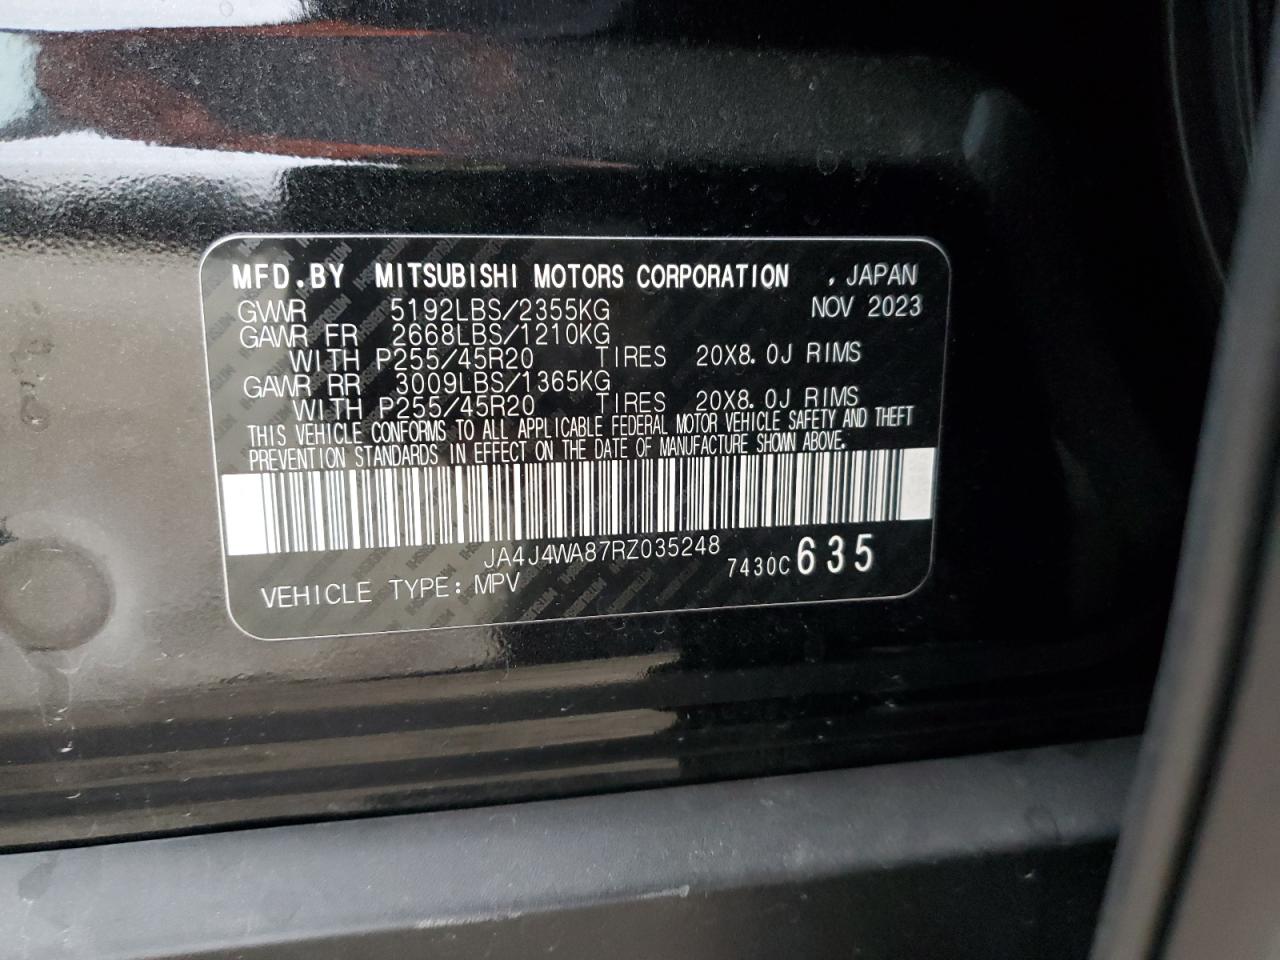 MFD.BY MITSUBISHI MOTORS CORPORATION , JAPAN
GVWR 5192LBS/2355KG NOV 2023
GAWR FR 2668LBS/1210KG
WITH P255/45R20 TIRES 20X8.0J RIMS
GAWR RR 3009LBS/1365KG
WITH P255/45R20 TIRES 20X8.0J RIMS
THIS VEHICLE CONFORMS TO ALL APPLICABLE FEDERAL MOTOR VEHICLE SAFETY AND THEFT
PREVENTION STANDARDS IN EFFECT ON THE DATE OF MANUFACTURE SHOWN ABOVE.
JA4J4WA87RZ035248 7430C 635
VEHICLE TYPE: MPV